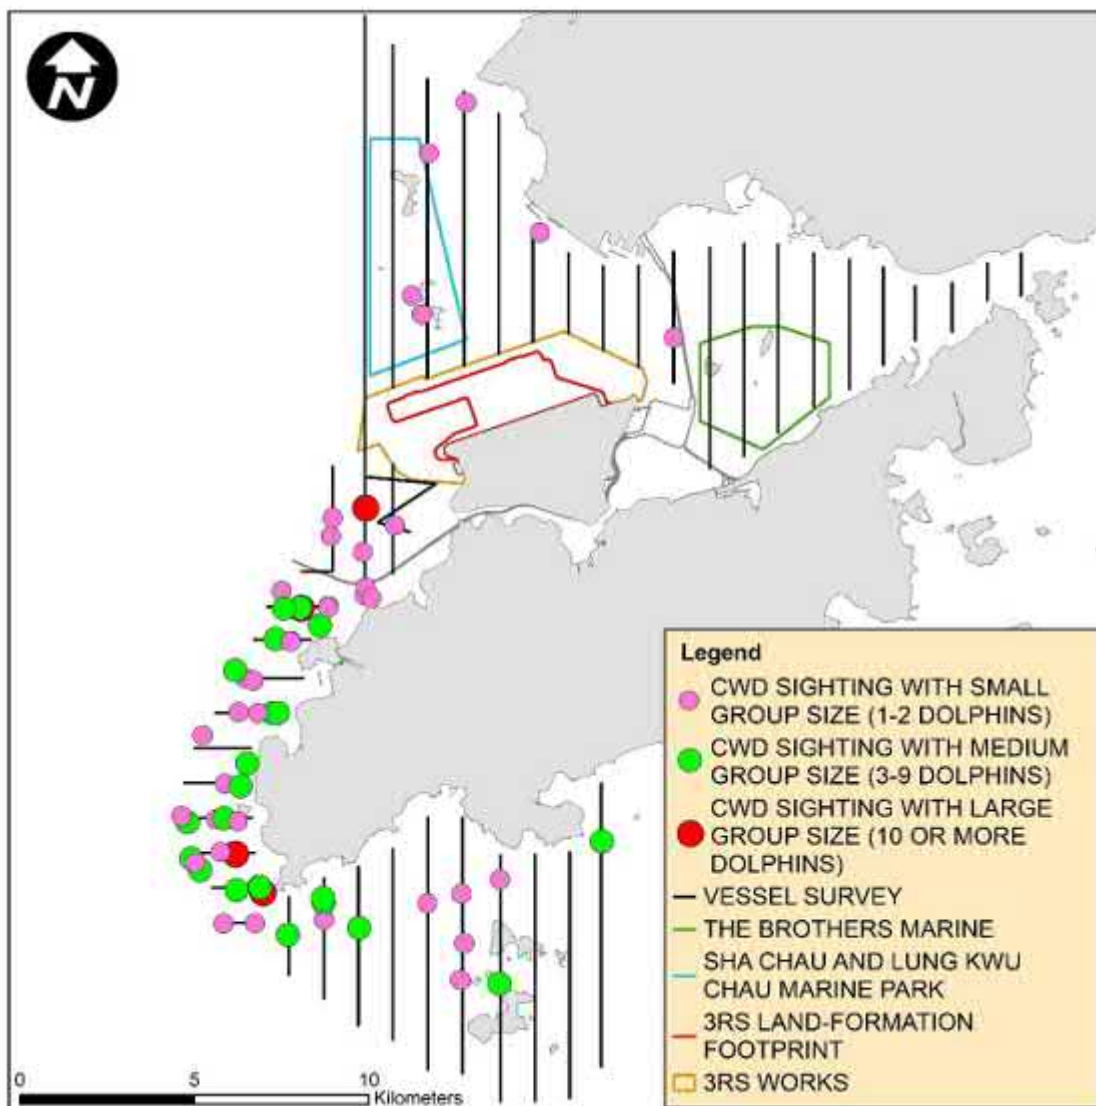 N
Legend
CWD SIGHTING WITH SMALL
GROUP SIZE (1-2 DOLPHINS)
CWD SIGHTING WITH MEDIUM
GROUP SIZE (3-9 DOLPHINS)
CWD SIGHTING WITH LARGE
GROUP SIZE (10 OR MORE
DOLPHINS)
VESSEL SURVEY
THE BROTHERS MARINE
SHA CHAU AND LUNG KWU
CHAU MARINE PARK
3RS LAND-FORMATION
FOOTPRINT
3RS WORKS
0 5 10
Kilometers